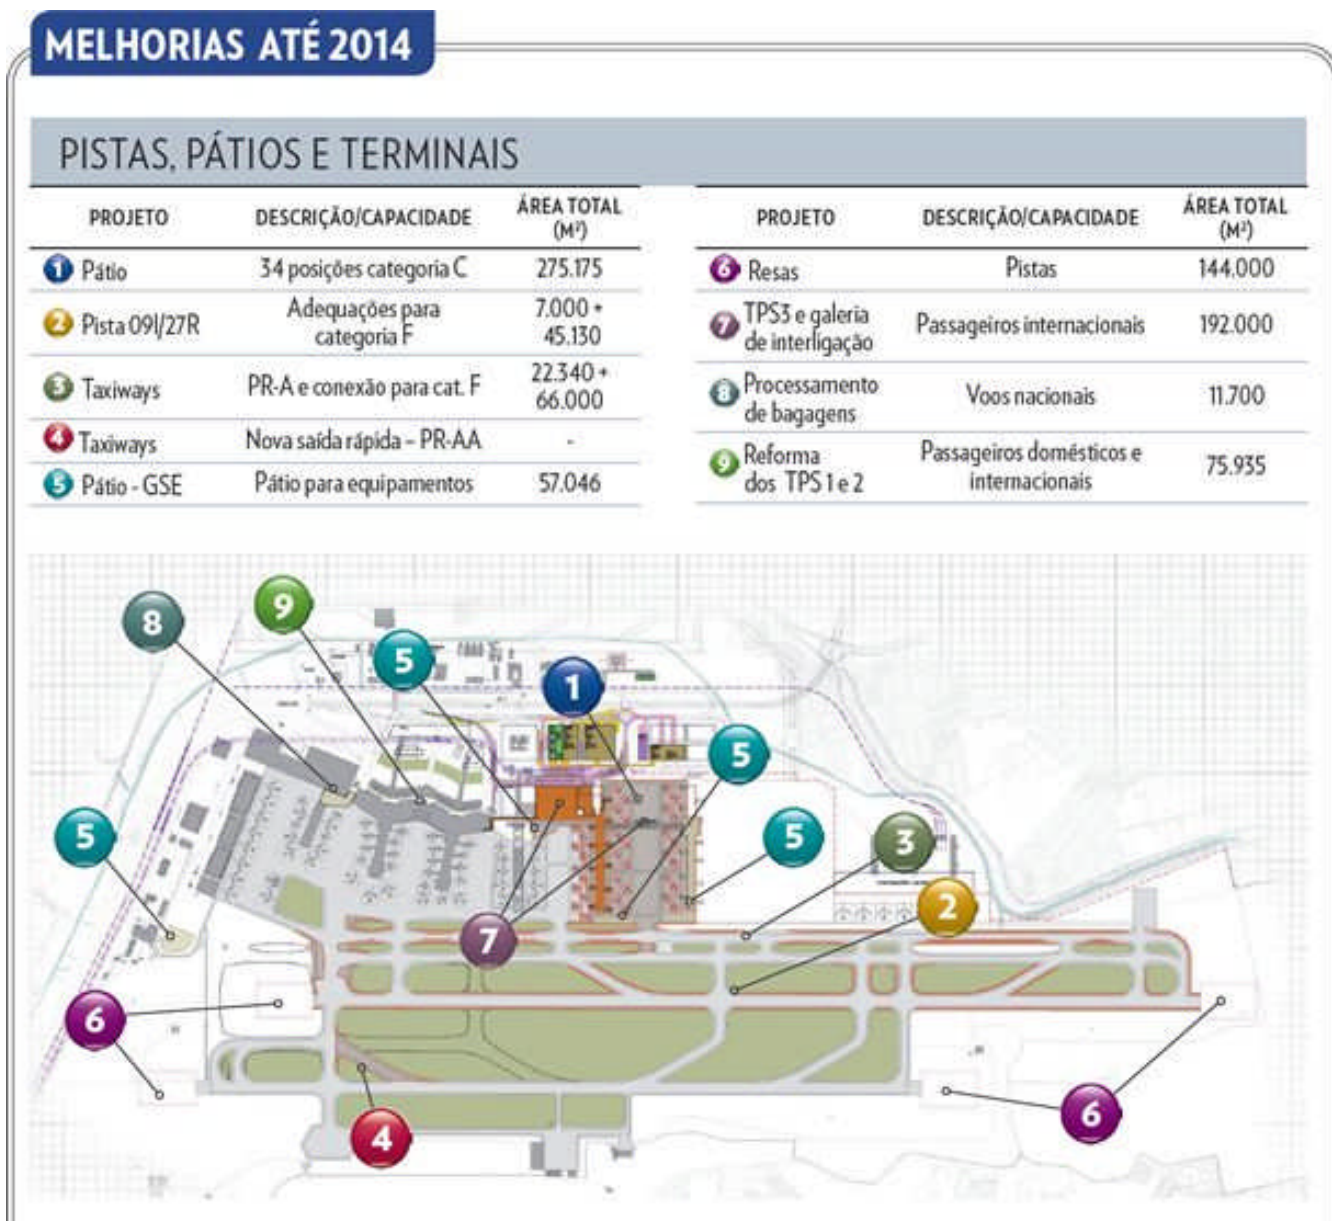 MELHORIAS ATÉ 2014
PISTAS, PÁTIOS E TERMINAIS
PROJETO DESCRIÇÃO/CAPACIDADE ÁREA TOTAL
(M²)
1 Pátio 34 posições categoria C 275.175
2 Pista 09l/27R Adequações para
categoria F 7.000 +
45.130
3 Taxiways PR-A e conexão para cat. F 22.340 +
66.000
4 Taxiways Nova saída rápida – PR-AA -
5 Pátio - GSE Pátio para equipamentos 57.046
PROJETO DESCRIÇÃO/CAPACIDADE ÁREA TOTAL
(M²)
6 Resas Pistas 144.000
7 TPS3 e galeria
de interligação Passageiros internacionais 192.000
8 Processamento
de bagagens Voos nacionais 11.700
9 Reforma
dos TPS 1 e 2 Passageiros domésticos e
internacionais 75.935
9
8
5
1
5
5
5
3
2
7
6
6
4